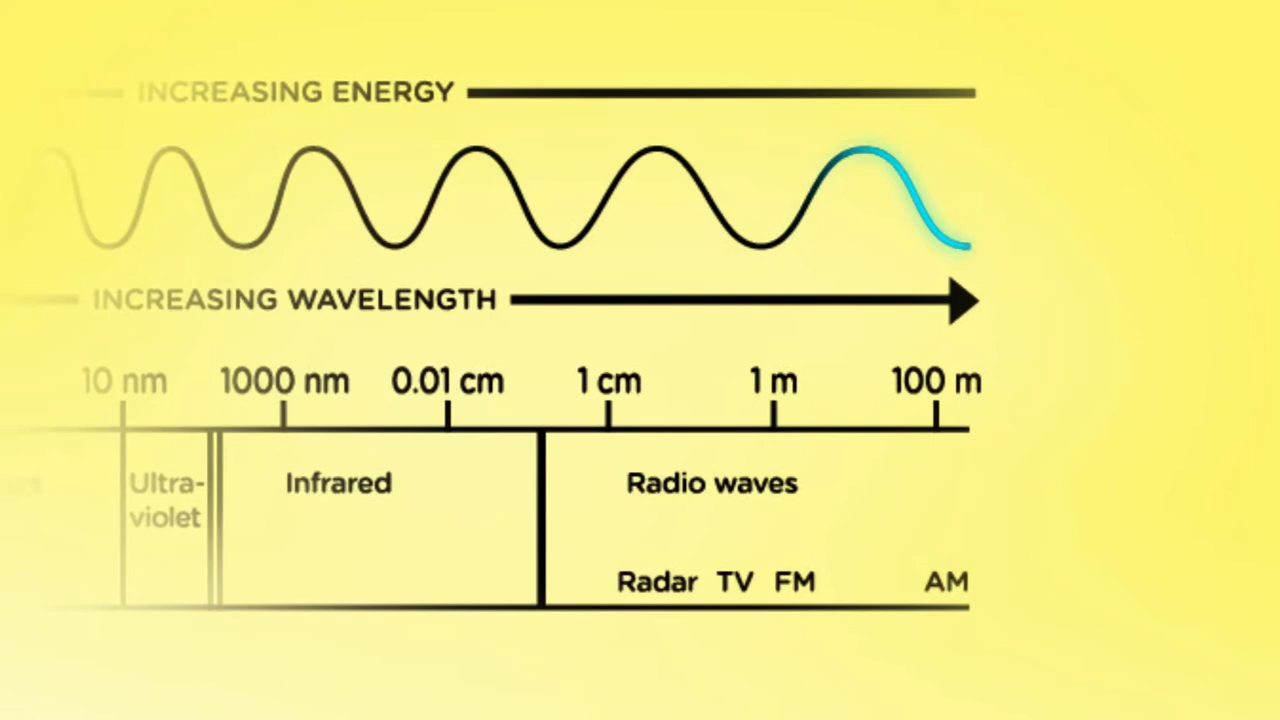 INCREASING ENERGY
INCREASING WAVELENGTH
10 nm 1000 nm 0.01 cm 1 cm 1 m 100 m
Ultra-
violet
Infrared
Radio waves
Radar TV FM AM